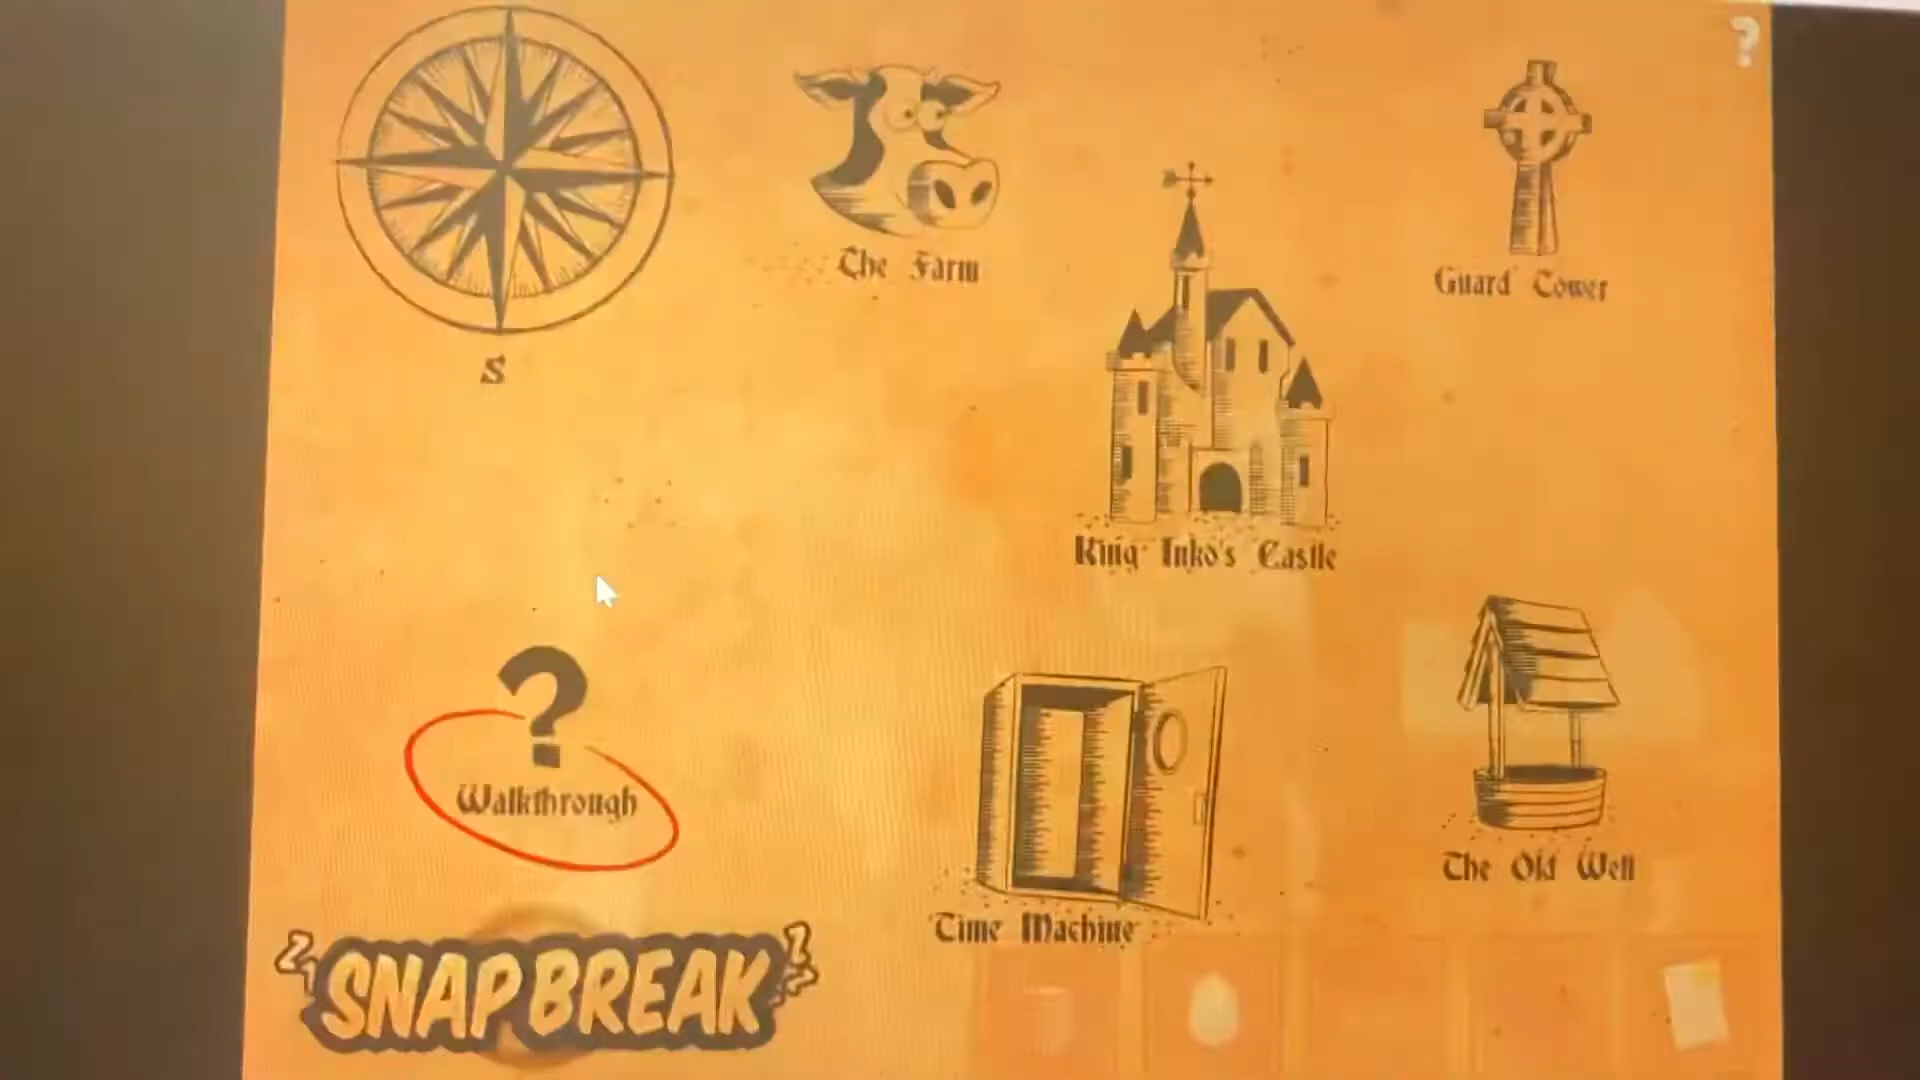 ?
The Farm
Guard Tower
S
King Inko's Castle
?
Walkthrough
The Old Well
Time Machine
SNAPBREAK